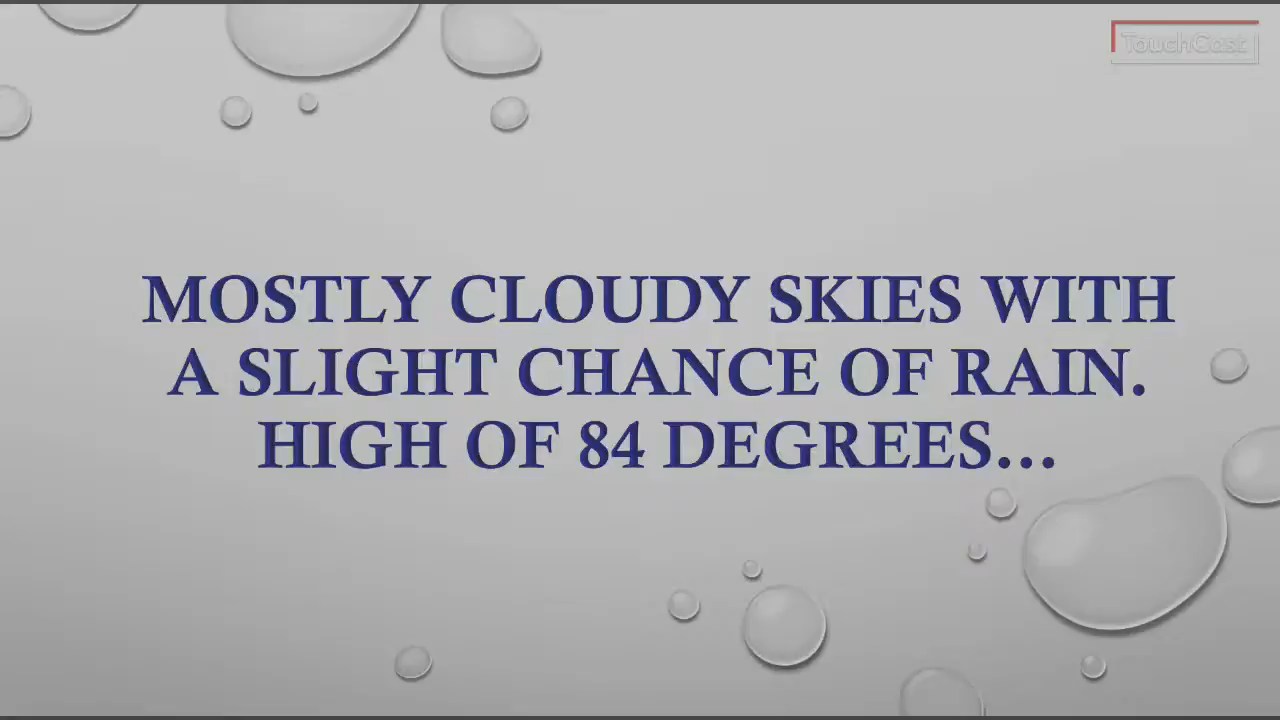 TouchCast
MOSTLY CLOUDY SKIES WITH
A SLIGHT CHANCE OF RAIN.
HIGH OF 84 DEGREES...